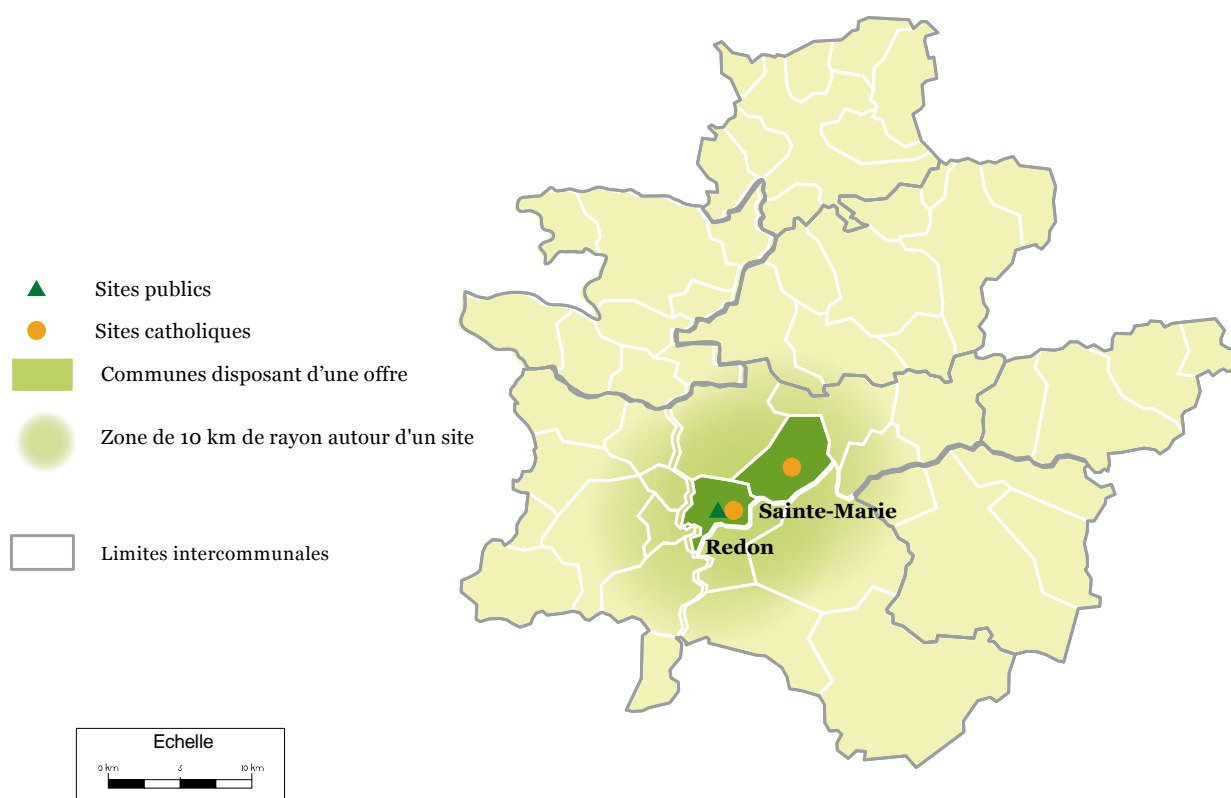 Sites publics
Sites catholiques
Communes disposant d’une offre
Zone de 10 km de rayon autour d'un site
Limites intercommunales
Sainte-Marie
Redon
Echelle
0 km 5 10 km